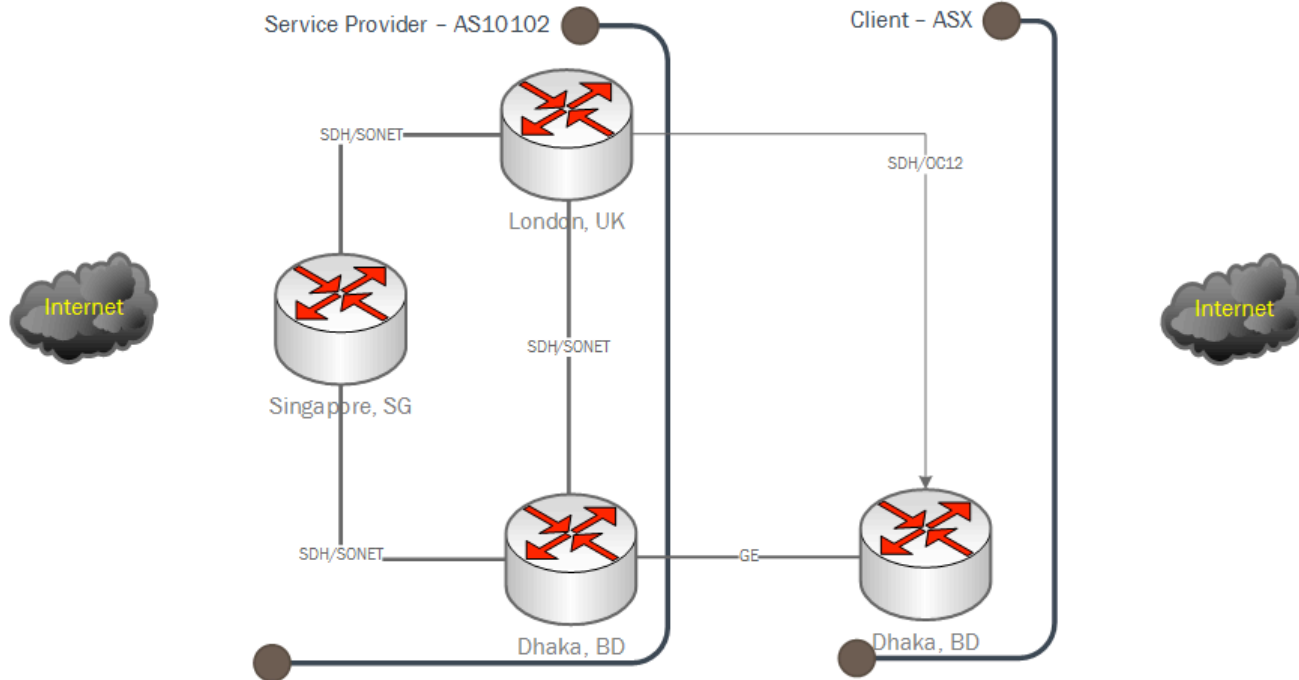 Service Provider – AS10102
Client – ASX
SDH/SONET
SDH/OC12
London, UK
Internet
Internet
SDH/SONET
Singapore, SG
SDH/SONET
GE
Dhaka, BD
Dhaka, BD